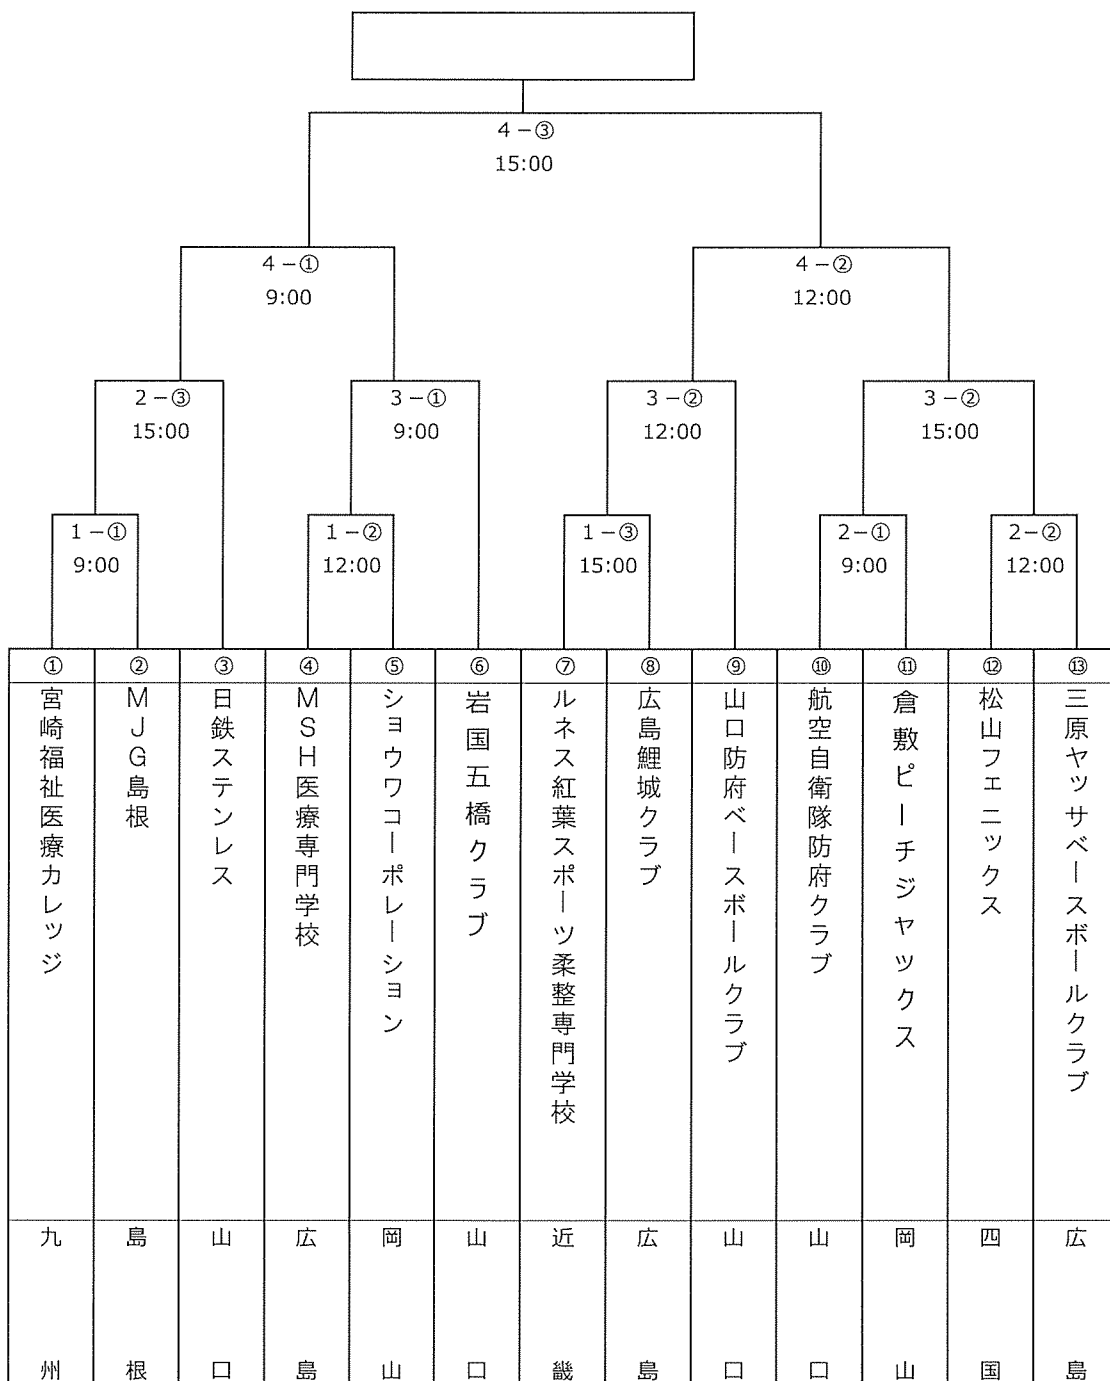 4－③
15:00
4－①
9:00
4－②
12:00
2－③
15:00
3－①
9:00
3－②
12:00
3－②
15:00
1－①
9:00
1－②
12:00
1－③
15:00
2－①
9:00
2－②
12:00
①
②
③
④
⑤
⑥
⑦
⑧
⑨
⑩
⑪
⑫
⑬
宮崎福祉医療カレッジ
MJG島根
日鉄ステンレス
MSH医療専門学校
ショウワコーポレーション
岩国五橋クラブ
ルネス紅葉スポーツ柔整専門学校
広島鯉城クラブ
山口防府ベースボールクラブ
航空自衛隊防府クラブ
倉敷ピーチジャックス
松山フェニックス
三原ヤッサベースボールクラブ
九州
島根
山口
広島
岡山
山口
近畿
広島
山口
山口
岡山
四国
広島